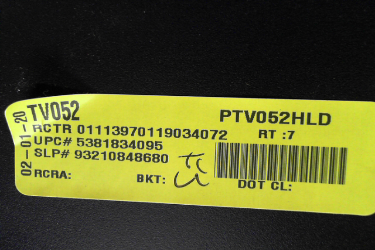 02-01-20
TV052 PTV052HLD
RCTR 01113970119034072 RT :7
UPC# 5381834095
SLP# 93210848680
RCRA: BKT: DOT CL: